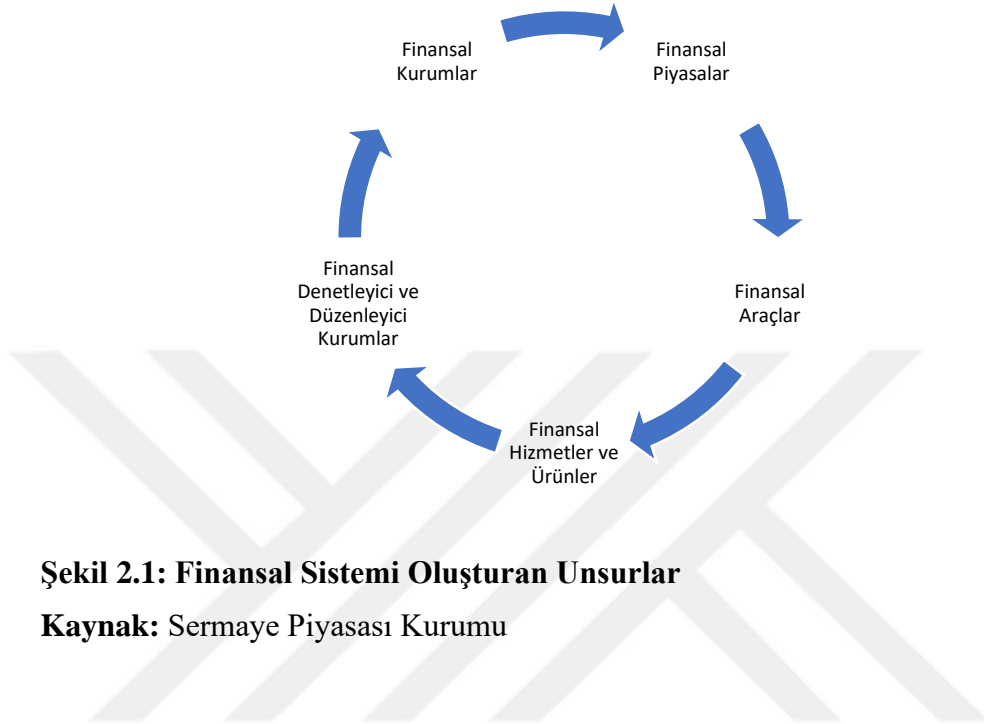 Finansal
Kurumlar
Finansal
Piyasalar
Finansal
Araçlar
Finansal
Hizmetler ve
Ürünler
Finansal
Denetleyici ve
Düzenleyici
Kurumlar
Şekil 2.1: Finansal Sistemi Oluşturan Unsurlar
Kaynak: Sermaye Piyasası Kurumu